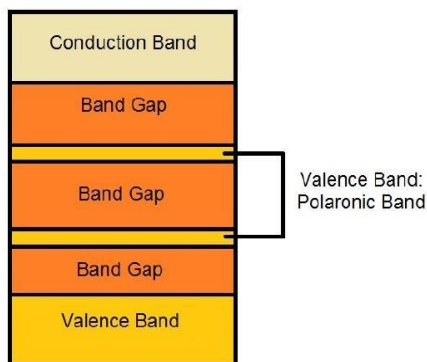 Conduction Band
Band Gap
Band Gap
Valence Band:
Polaronic Band
Band Gap
Valence Band